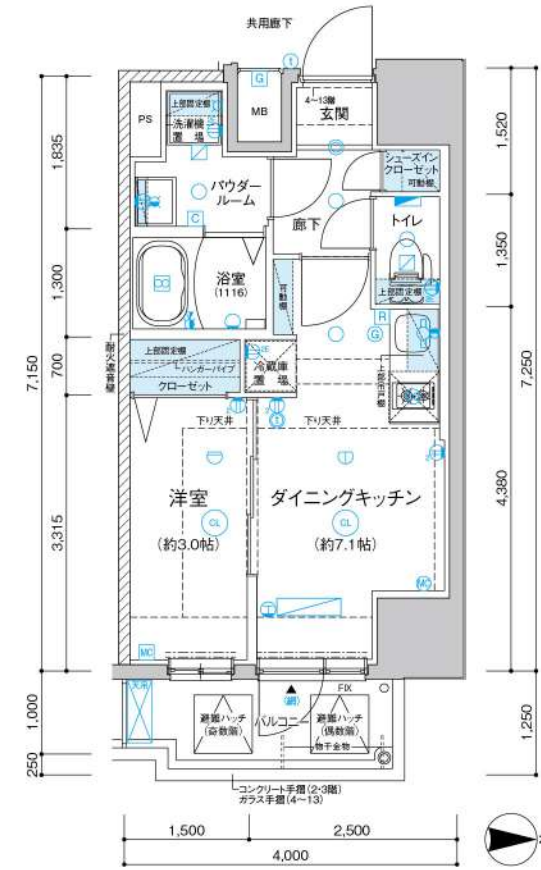 共用廊下
t
G
4～13階
玄関
PS
上部固定棚
洗濯機
置場
MB
シューズイン
クローゼット
可動棚
パウダー
ルーム
C
廊下
トイレ
浴室
(1116)
可動棚
上部固定棚
R
G
上部固定棚
ハンガーパイプ
クローゼット
冷蔵庫
置場
上部吊戸棚
耐火遮音壁
下り天井
t
下り天井
洋室
ダイニングキッチン
CL
CL
(約3.0帖)
(約7.1帖)
MC
MC
FIX
(網)
避難ハッチ
(奇数階)
バルコニー
避難ハッチ
(偶数階)
物干金物
コンクリート手摺(2・3階)
ガラス手摺(4～13)
1,835
1,300
700
7,150
3,315
1,000
250
1,520
1,350
7,250
4,380
1,250
1,500
2,500
4,000